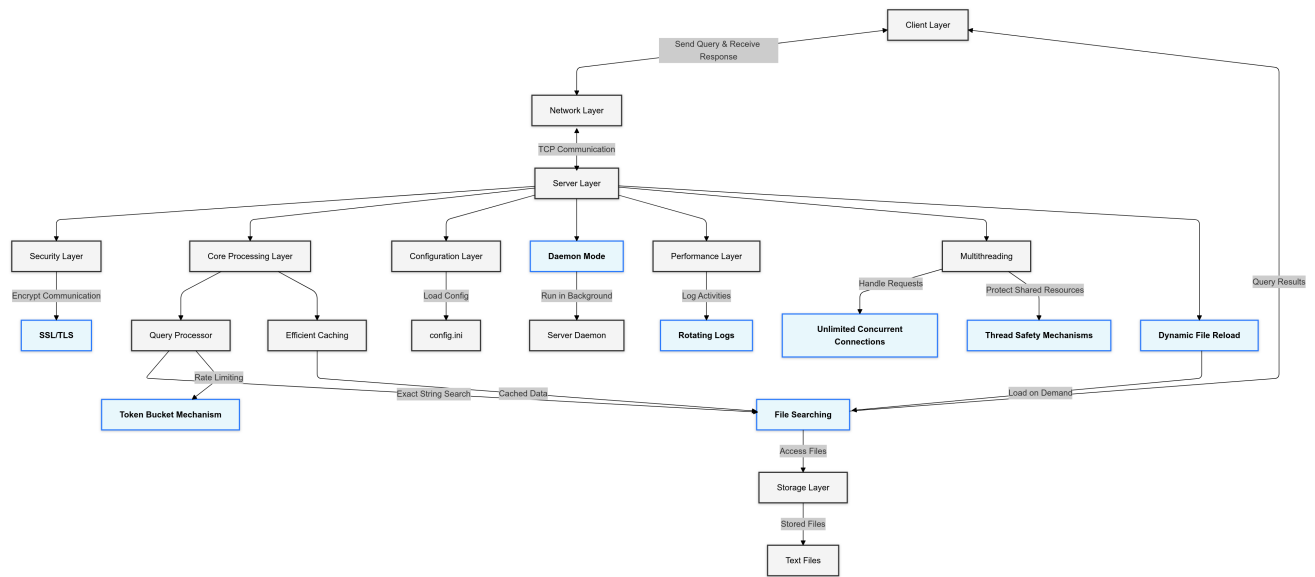 Client Layer
Send Query & Receive
Response
Network Layer
TCP Communication
Server Layer
Security Layer
Core Processing Layer
Configuration Layer
Daemon Mode
Performance Layer
Multithreading
Query Results
Encrypt Communication
Load Config
Run in Background
Log Activities
Handle Requests
Protect Shared Resources
SSL/TLS
Query Processor
Efficient Caching
config.ini
Server Daemon
Rotating Logs
Unlimited Concurrent
Connections
Thread Safety Mechanisms
Dynamic File Reload
Rate Limiting
Exact String Search
Cached Data
Load on Demand
Token Bucket Mechanism
File Searching
Access Files
Storage Layer
Stored Files
Text Files